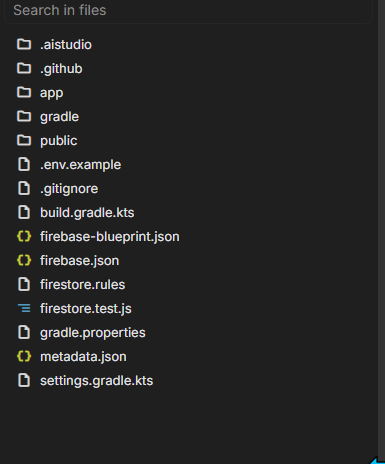 Search in files
.aistudio
.github
app
gradle
public
.env.example
.gitignore
build.gradle.kts
firebase-blueprint.json
firebase.json
firestore.rules
firestore.test.js
gradle.properties
metadata.json
settings.gradle.kts